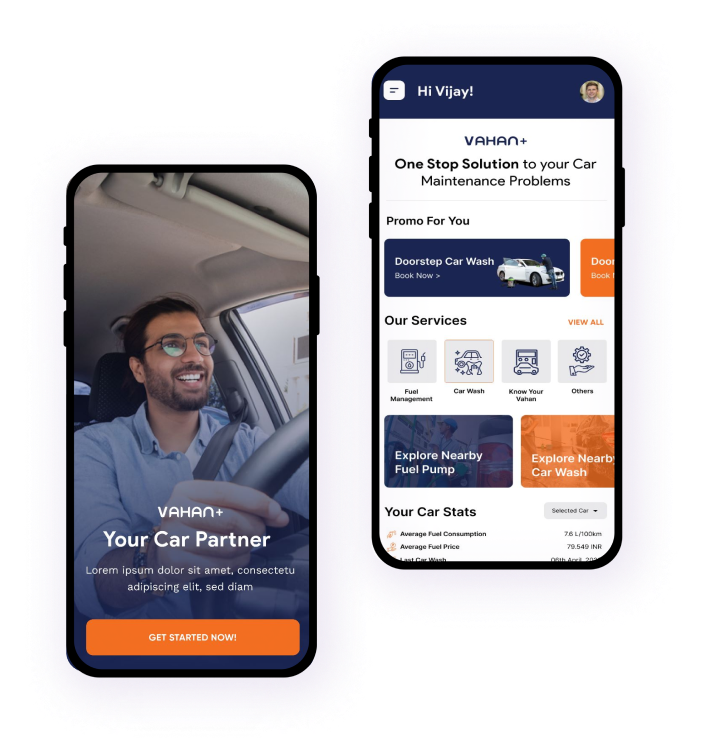 VAHAN+
Your Car Partner
Lorem ipsum dolor sit amet, consectetu
adipiscing elit, sed diam
GET STARTED NOW!
Hi Vijay!
VAHAN+
One Stop Solution to your Car
Maintenance Problems
Promo For You
Doorstep Car Wash
Book Now >
Door
Book
Our Services
VIEW ALL
Fuel
Management
Car Wash
Know Your
Vahan
Others
Explore Nearby
Fuel Pump
Explore Nearby
Car Wash
Your Car Stats
Selected Car
Average Fuel Consumption
7.6 L/100km
Average Fuel Price
79.549 INR
Last Car Wash
06th April,